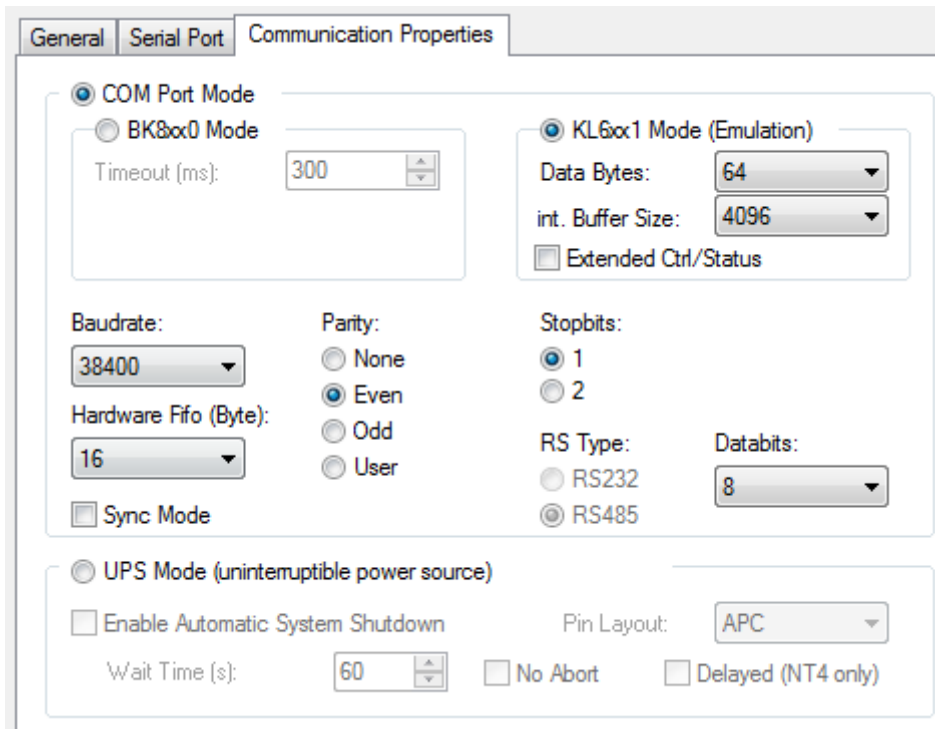 General Serial Port Communication Properties
COM Port Mode
BK8xx0 Mode
Timeout (ms): 300
KL6xx1 Mode (Emulation)
Data Bytes: 64
int. Buffer Size: 4096
Extended Ctrl/Status
Baudrate:
38400
Hardware Fifo (Byte):
16
Sync Mode
Parity:
None
Even
Odd
User
Stopbits:
1
2
RS Type:
RS232
RS485
Databits:
8
UPS Mode (uninterruptible power source)
Enable Automatic System Shutdown Pin Layout: APC
Wait Time (s): 60 No Abort Delayed (NT4 only)